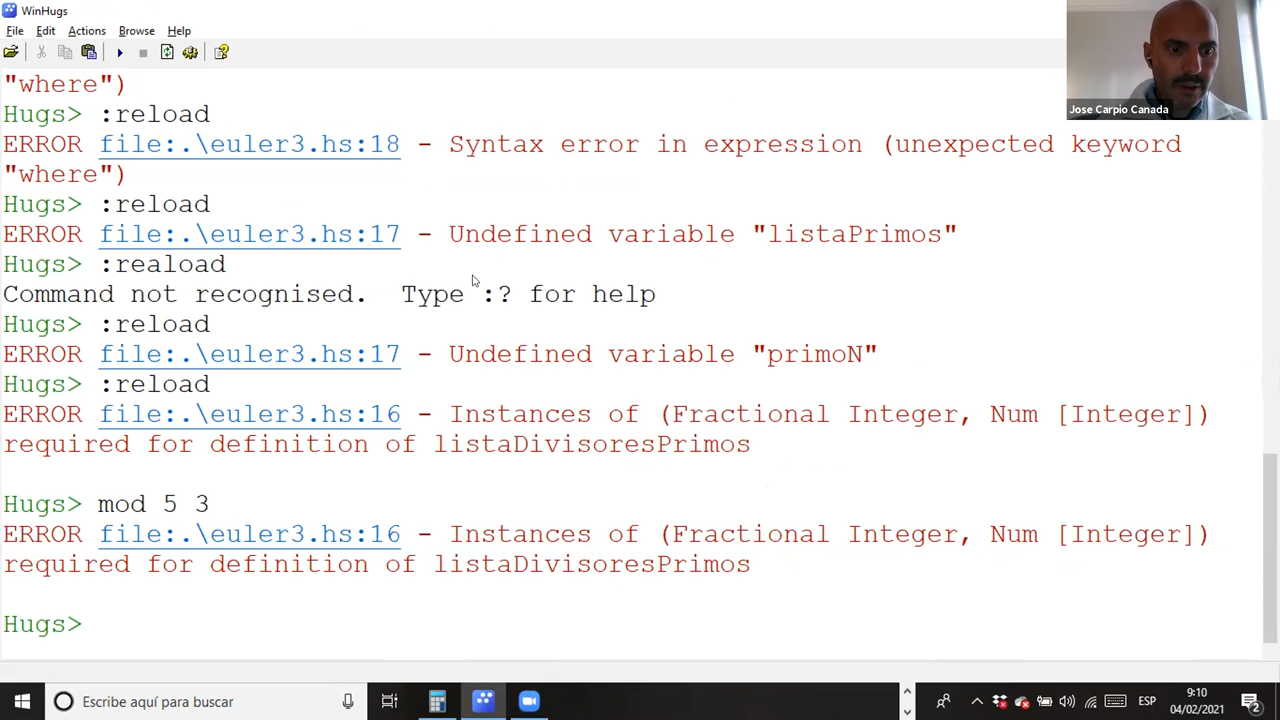 WinHugs
File Edit Actions Browse Help
"where")
Hugs> :reload
ERROR file:.\euler3.hs:18 - Syntax error in expression (unexpected keyword
"where")
Hugs> :reload
ERROR file:.\euler3.hs:17 - Undefined variable "listaPrimos"
Hugs> :reaload
Command not recognised.  Type :? for help
Hugs> :reload
ERROR file:.\euler3.hs:17 - Undefined variable "primoN"
Hugs> :reload
ERROR file:.\euler3.hs:16 - Instances of (Fractional Integer, Num [Integer])
required for definition of listaDivisoresPrimos
Hugs> mod 5 3
ERROR file:.\euler3.hs:16 - Instances of (Fractional Integer, Num [Integer])
required for definition of listaDivisoresPrimos
Hugs>
Jose Carpio Canada
Escribe aquí para buscar
ESP
9:10
04/02/2021
2